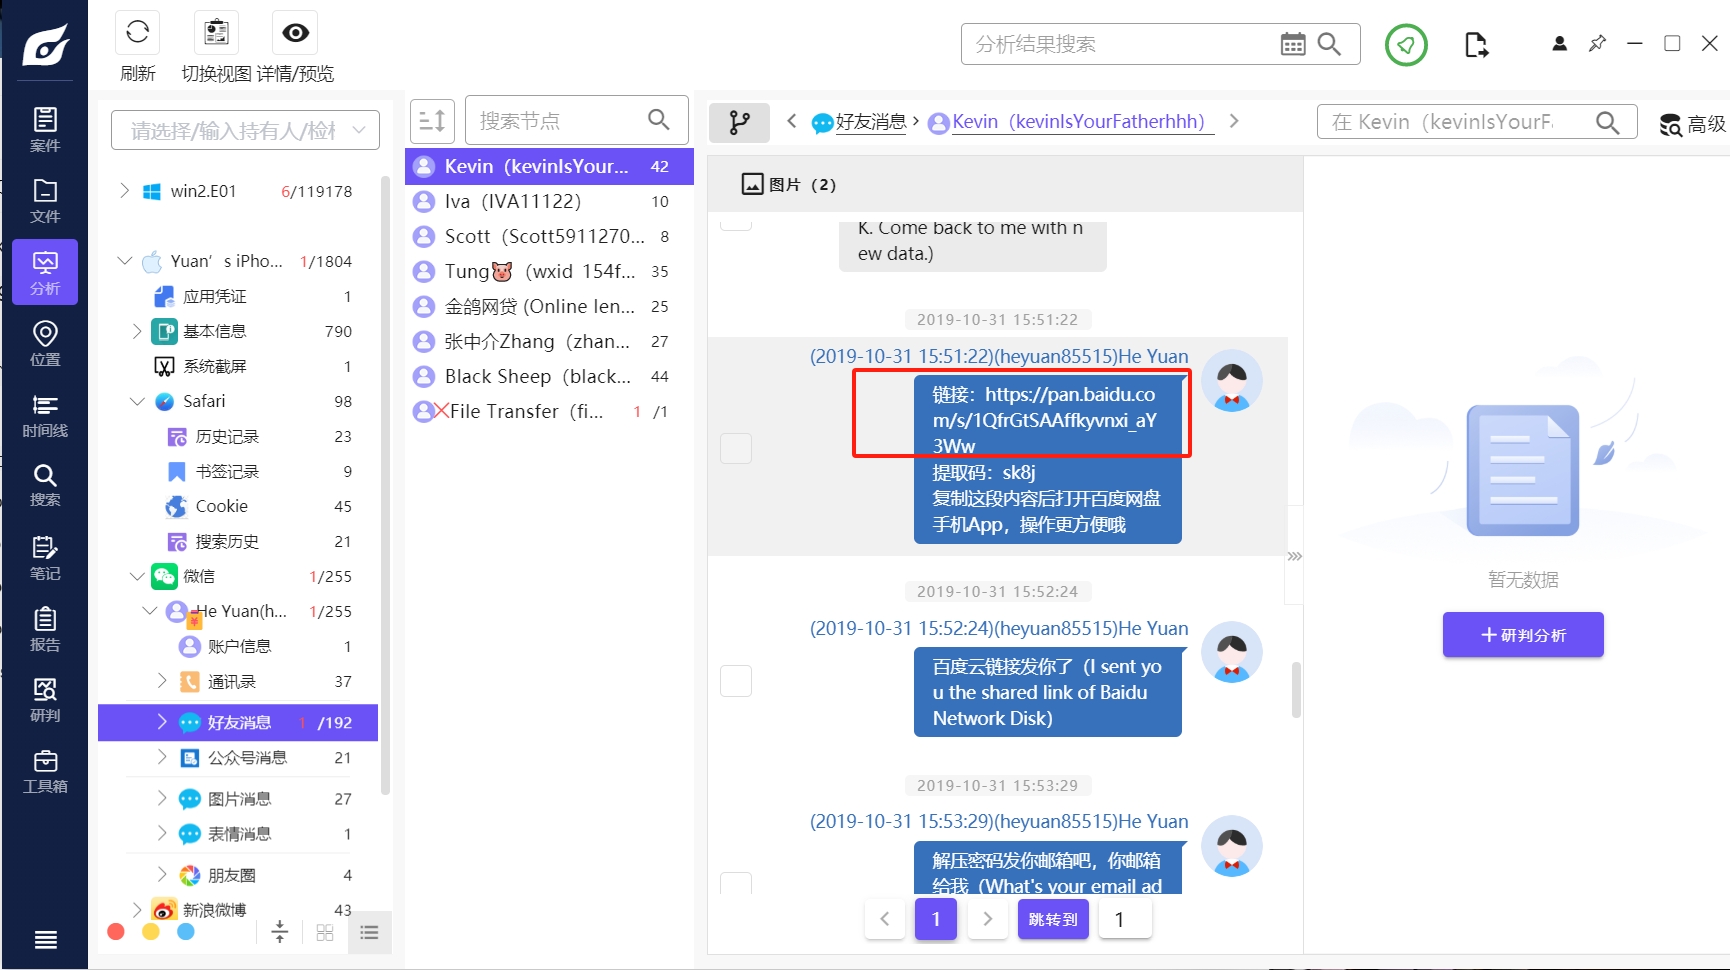 刷新
切换视图
详情/预览
分析结果搜索
案件
文件
分析
位置
时间线
搜索
笔记
报告
研判
工具箱
请选择/输入持有人/检材
win2.E01 6/119178
Yuan's iPho... 1/1804
应用凭证 1
基本信息 790
系统截屏 1
Safari 98
历史记录 23
书签记录 9
Cookie 45
搜索历史 21
微信 1/255
He Yuan(h... 1/255
账户信息 1
通讯录 37
好友消息 1 /192
公众号消息 21
图片消息 27
表情消息 1
朋友圈 4
新浪微博 43
搜索节点
Kevin（kevinIsYour... 42
Iva（IVA11122） 10
Scott（Scott5911270... 8
Tung🐷（wxid_154f... 35
金鸽网贷 (Online len... 25
张中介Zhang（zhan... 27
Black Sheep（black... 44
File Transfer（fi... 1 /1
好友消息
Kevin（kevinIsYourFatherhhh）
在 Kevin（kevinIsYourF
高级
图片（2）
K. Come back to me with n
ew data.)
2019-10-31 15:51:22
(2019-10-31 15:51:22)(heyuan85515)He Yuan
链接：https://pan.baidu.co
m/s/1QfrGtSAAffkyvnxi_aY
3Ww
提取码：sk8j
复制这段内容后打开百度网盘
手机App，操作更方便哦
2019-10-31 15:52:24
(2019-10-31 15:52:24)(heyuan85515)He Yuan
百度云链接发你了（I sent yo
u the shared link of Baidu
Network Disk）
2019-10-31 15:53:29
(2019-10-31 15:53:29)(heyuan85515)He Yuan
解压密码发你邮箱吧，你邮箱
给我（What's your email ad
1
跳转到
1
暂无数据
研判分析